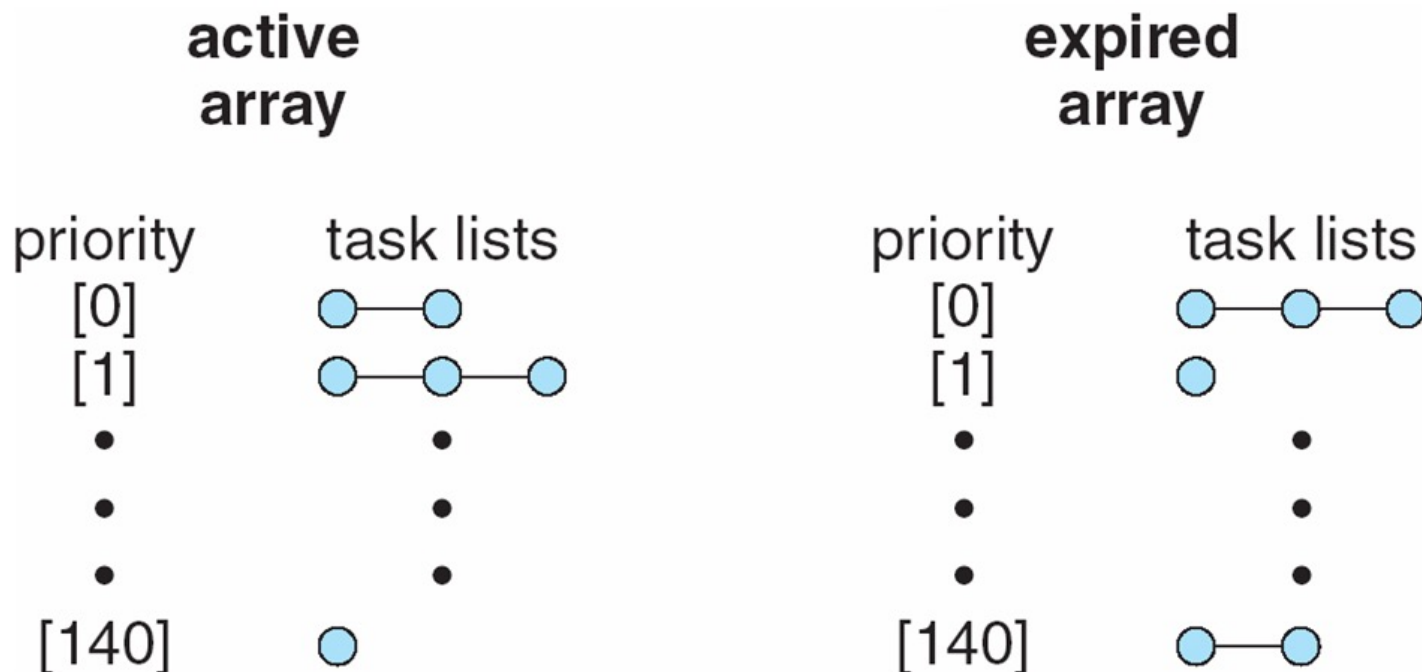 active
array
priority task lists
[0]
[1]
[140]
expired
array
priority task lists
[0]
[1]
[140]